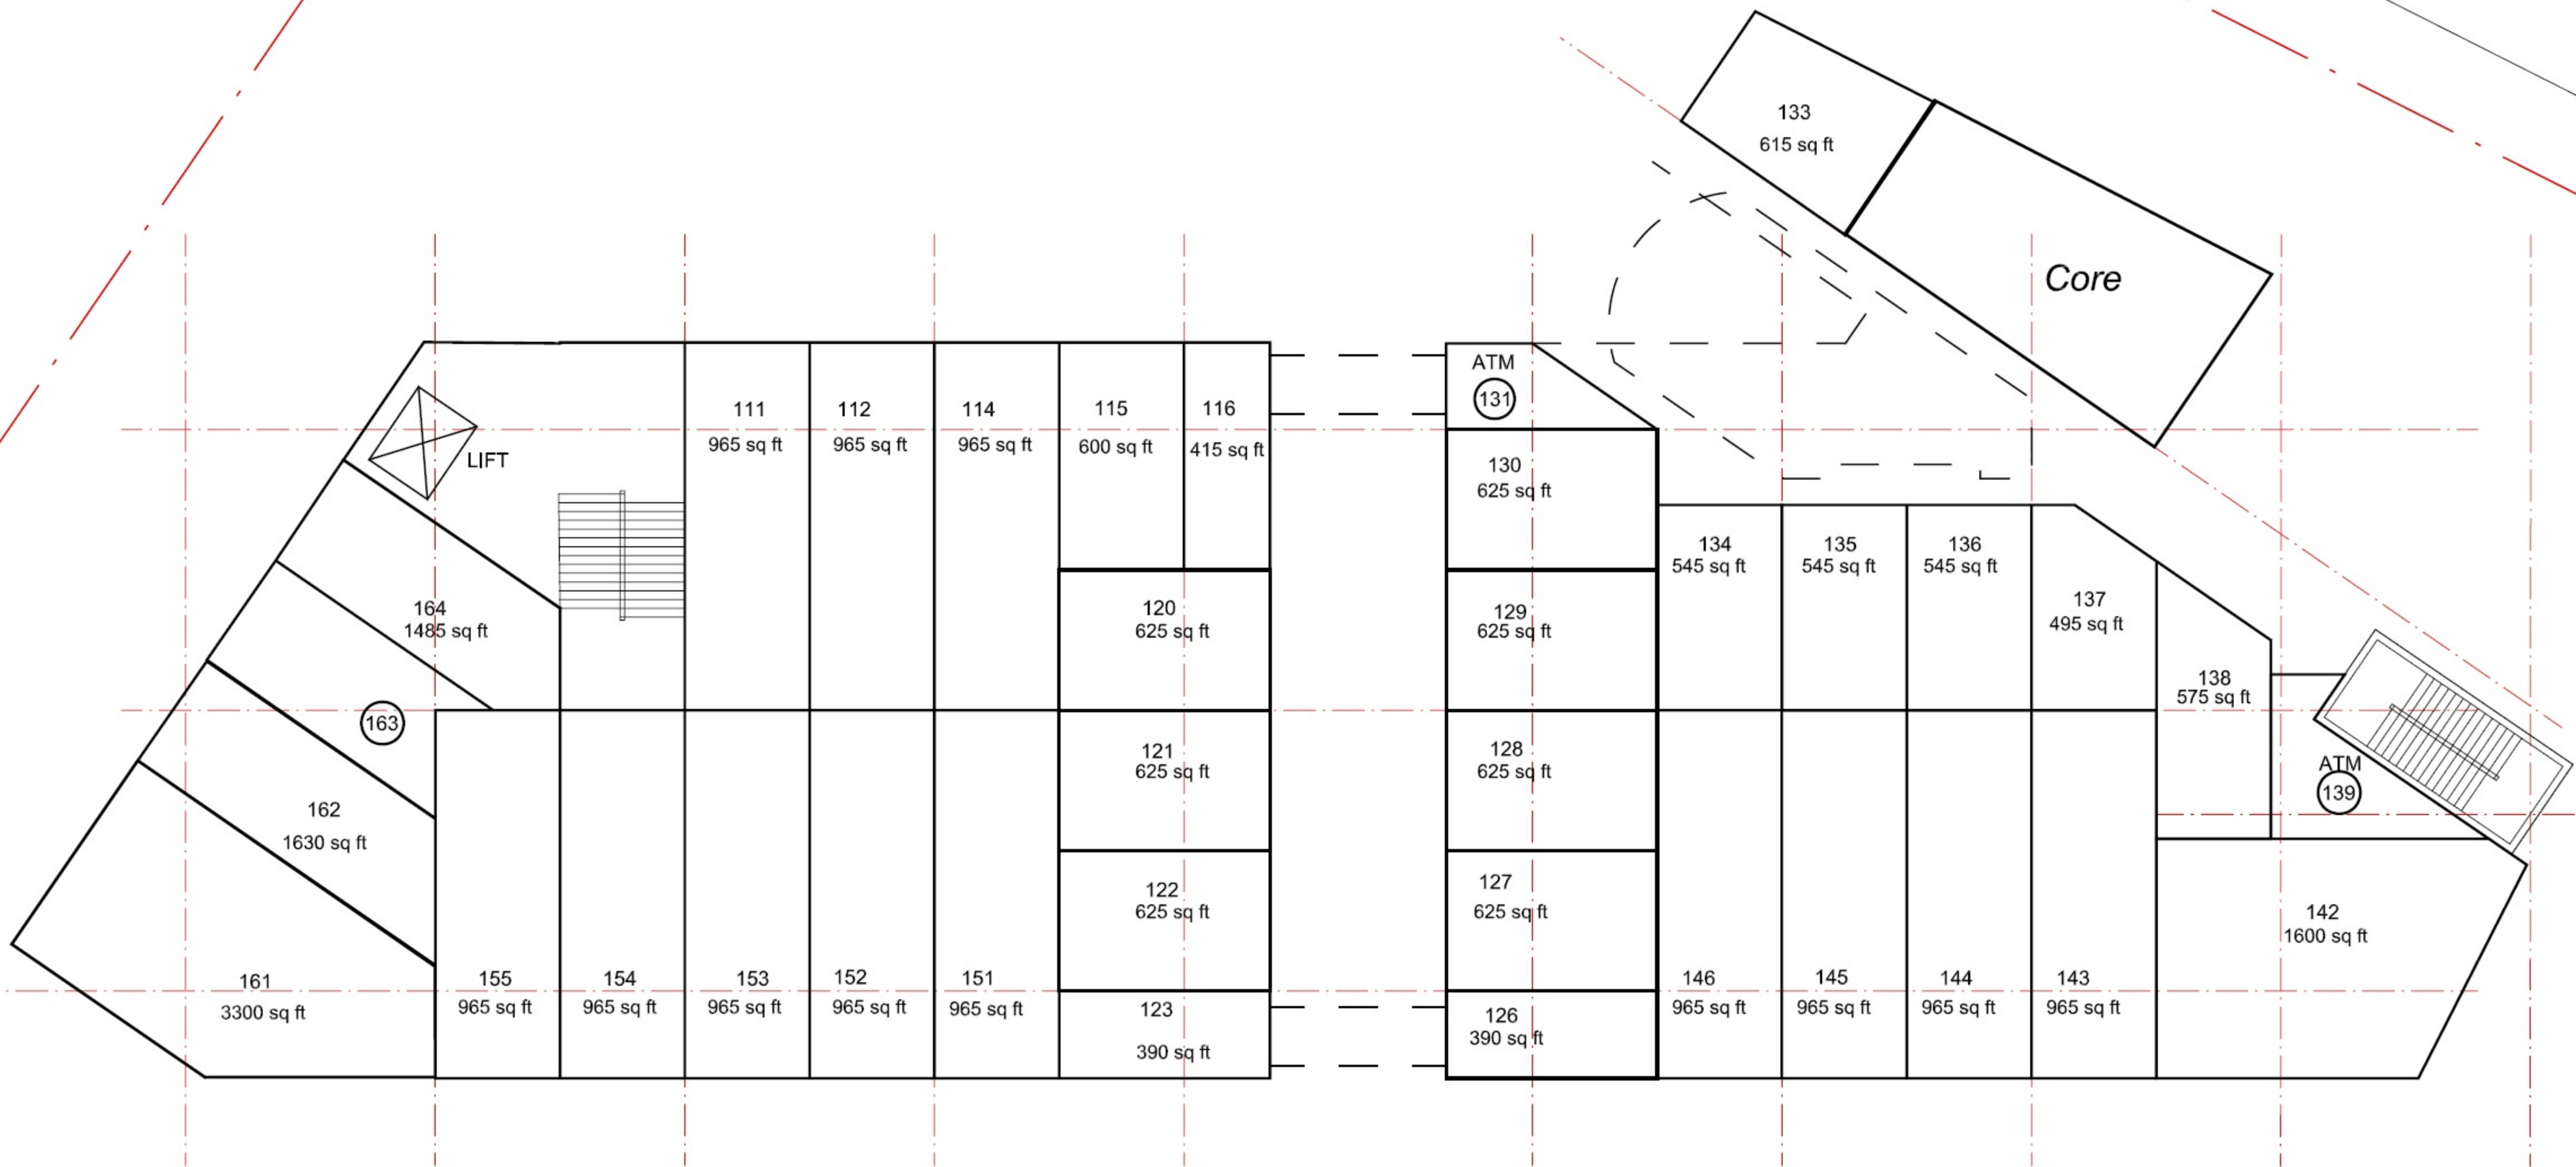 133
615 sq ft
Core
ATM
131
111
965 sq ft
112
965 sq ft
114
965 sq ft
115
600 sq ft
116
415 sq ft
LIFT
130
625 sq ft
134
545 sq ft
135
545 sq ft
136
545 sq ft
137
495 sq ft
164
1485 sq ft
120
625 sq ft
129
625 sq ft
138
575 sq ft
163
121
625 sq ft
128
625 sq ft
ATM
139
162
1630 sq ft
122
625 sq ft
127
625 sq ft
142
1600 sq ft
161
3300 sq ft
155
965 sq ft
154
965 sq ft
153
965 sq ft
152
965 sq ft
151
965 sq ft
123
390 sq ft
126
390 sq ft
146
965 sq ft
145
965 sq ft
144
965 sq ft
143
965 sq ft